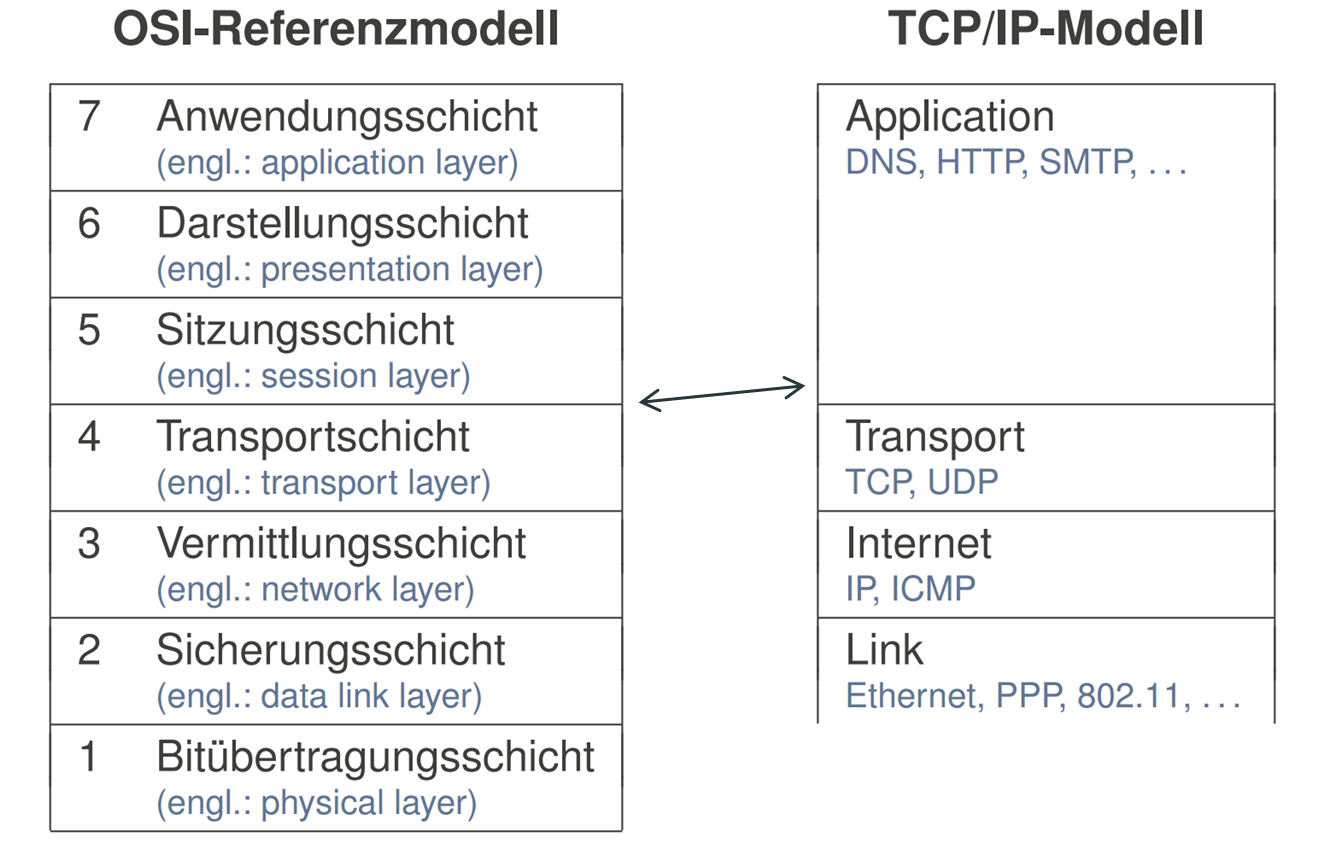 OSI-Referenzmodell
7 Anwendungsschicht
(engl.: application layer)
6 Darstellungsschicht
(engl.: presentation layer)
5 Sitzungsschicht
(engl.: session layer)
4 Transportschicht
(engl.: transport layer)
3 Vermittlungsschicht
(engl.: network layer)
2 Sicherungsschicht
(engl.: data link layer)
1 Bitübertragungsschicht
(engl.: physical layer)
TCP/IP-Modell
Application
DNS, HTTP, SMTP, ...
Transport
TCP, UDP
Internet
IP, ICMP
Link
Ethernet, PPP, 802.11, ...